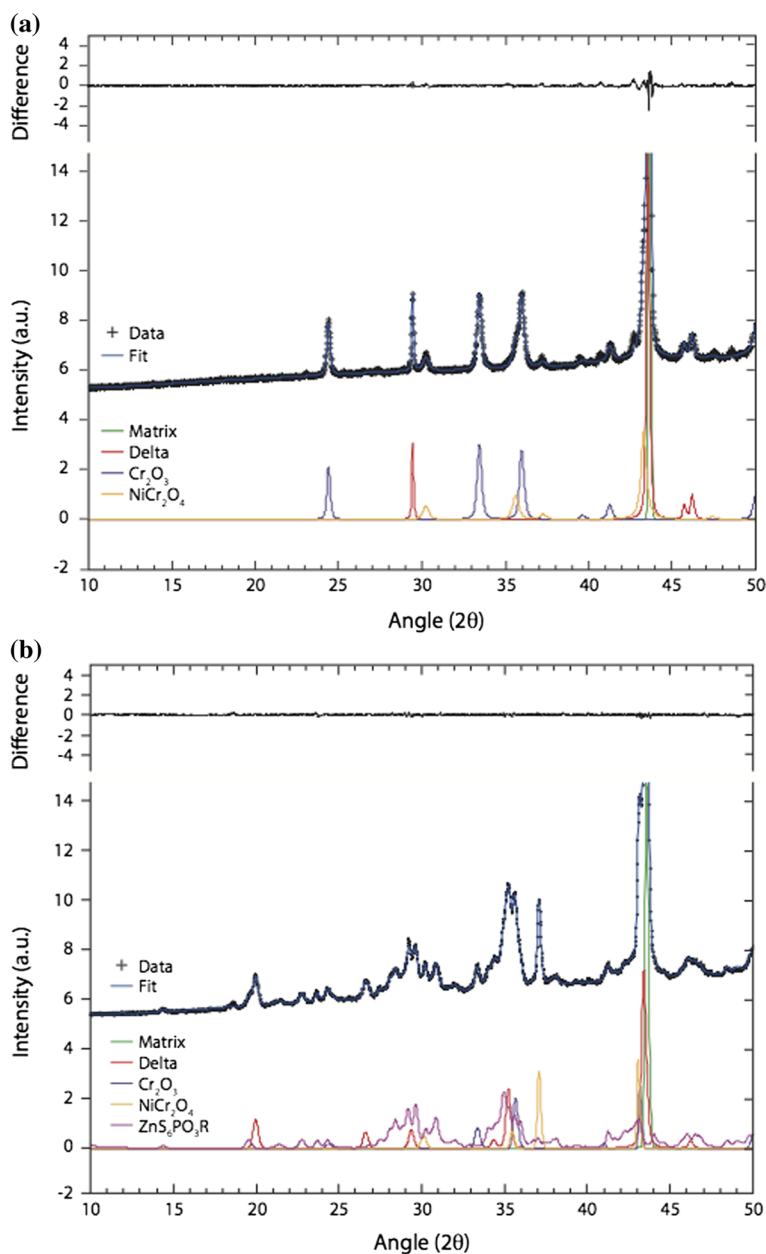 (a)
Difference
4
2
0
-2
-4
Intensity (a.u.)
14
12
10
8
6
4
2
0
-2
+ Data
Fit
Matrix
Delta
Cr₂O₃
NiCr₂O₄
10 15 20 25 30 35 40 45 50
Angle (2θ)
(b)
Difference
4
2
0
-2
-4
Intensity (a.u.)
14
12
10
8
6
4
2
0
-2
+ Data
Fit
Matrix
Delta
Cr₂O₃
NiCr₂O₄
ZnS₆PO₃R
10 15 20 25 30 35 40 45 50
Angle (2θ)